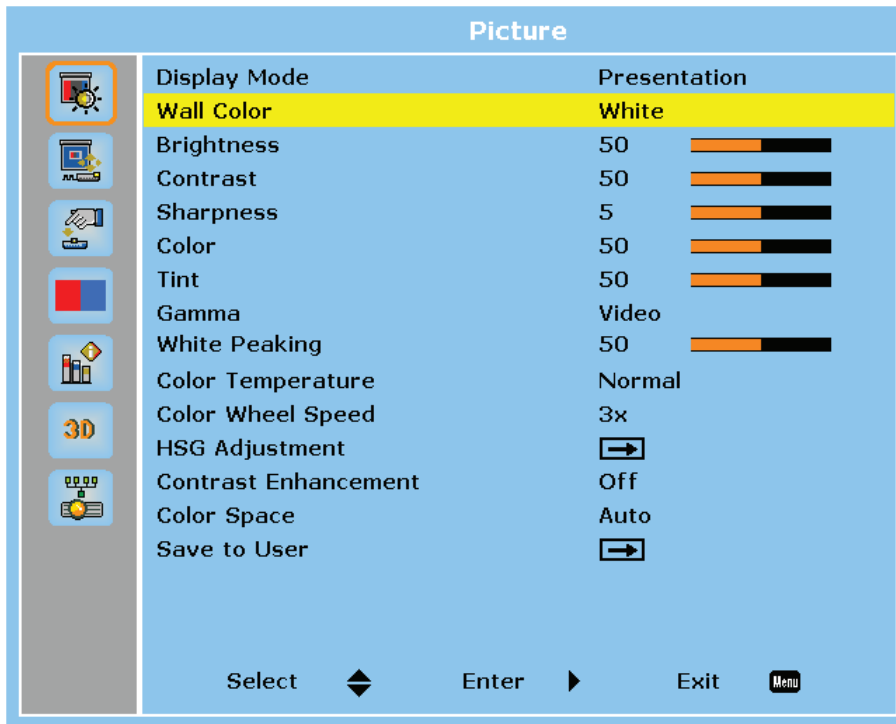 Picture
Display Mode Presentation
Wall Color White
Brightness 50
Contrast 50
Sharpness 5
Color 50
Tint 50
Gamma Video
White Peaking 50
Color Temperature Normal
Color Wheel Speed 3x
HSG Adjustment
Contrast Enhancement Off
Color Space Auto
Save to User
3D
Select Enter Exit Menu